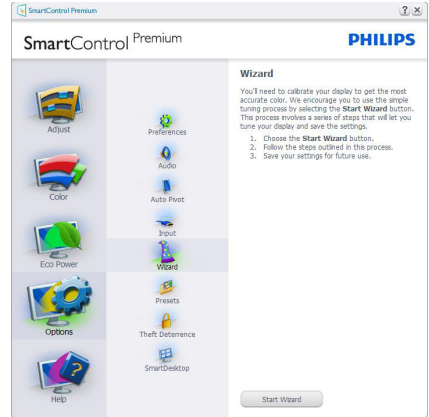 SmartControl Premium
SmartControl Premium
PHILIPS
Adjust
Color
Eco Power
Options
Help
Preferences
Audio
Auto Pivot
Input
Wizard
Presets
Theft Deterrence
SmartDesktop
Wizard
You'll need to calibrate your display to get the most
accurate color. We encourage you to use the simple
tuning process by selecting the Start Wizard button.
This process involves a series of steps that will let you
tune your display and save the settings.
1. Choose the Start Wizard button.
2. Follow the steps outlined in this process.
3. Save your settings for future use.
Start Wizard